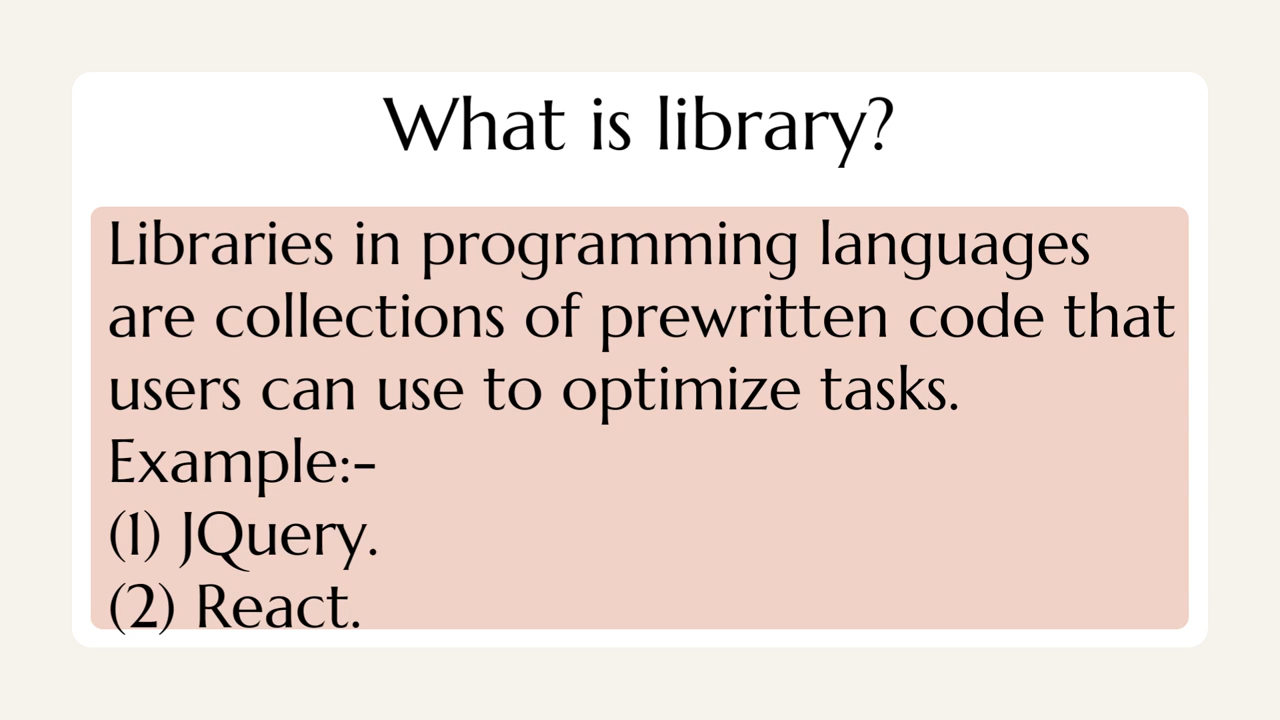 What is library?
Libraries in programming languages
are collections of prewritten code that
users can use to optimize tasks.
Example:-
(1) JQuery.
(2) React.